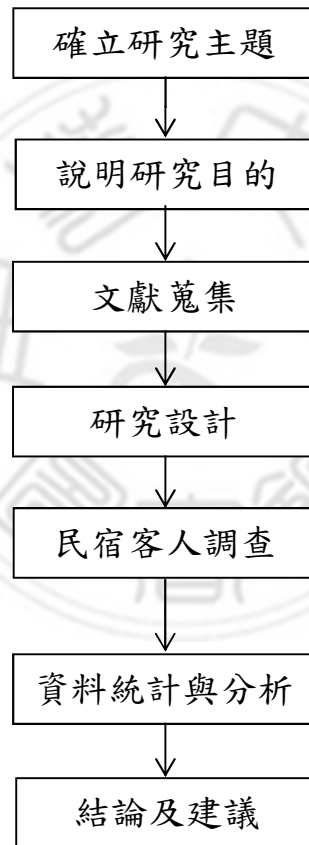 確立研究主題
說明研究目的
文獻蒐集
研究設計
民宿客人調查
資料統計與分析
結論及建議